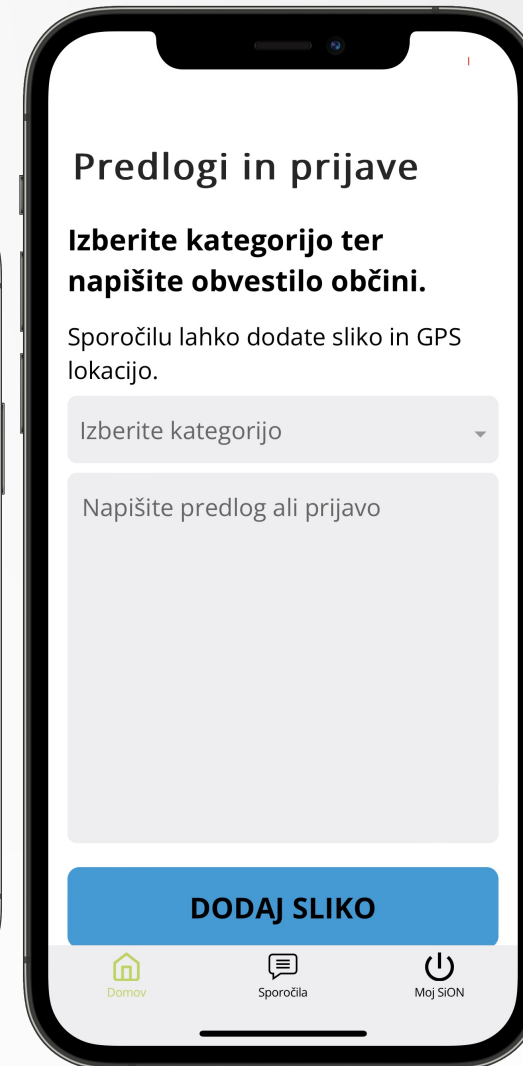 Predlogi in prijave
Izberite kategorijo ter
napišite obvestilo občini.
Sporočilu lahko dodate sliko in GPS
lokacijo.
Izberite kategorijo
Napišite predlog ali prijavo
DODAJ SLIKO
Domov
Sporočila
Moj SiON